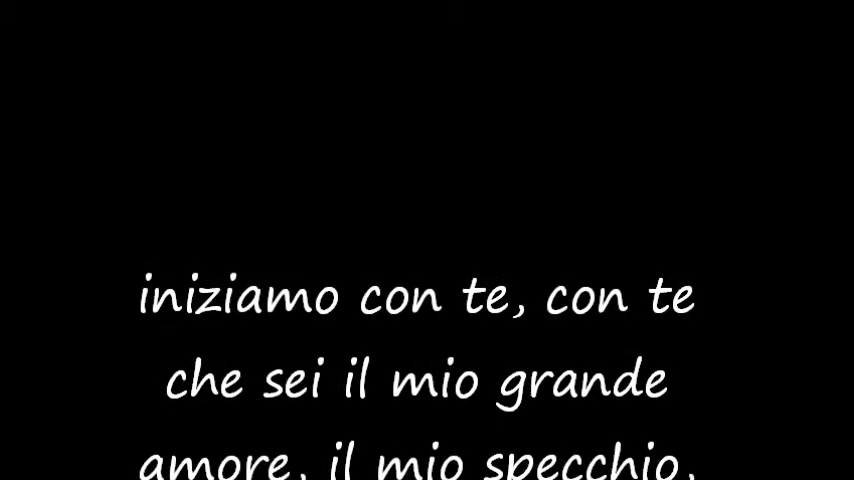 iniziamo con te, con te
che sei il mio grande
amore, il mio specchio,